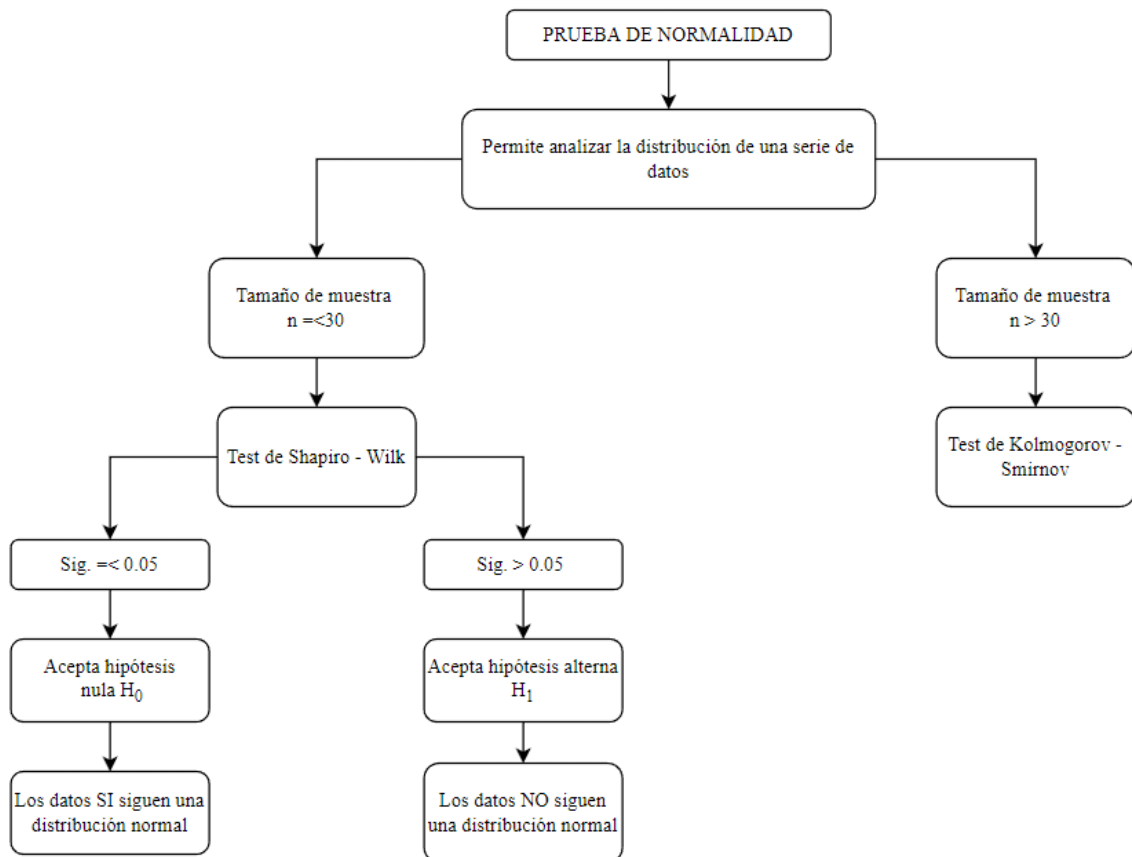 PRUEBA DE NORMALIDAD
Permite analizar la distribución de una serie de
datos
Tamaño de muestra
n =<30
Tamaño de muestra
n > 30
Test de Shapiro - Wilk
Test de Kolmogorov -
Smirnov
Sig. =< 0.05
Sig. > 0.05
Acepta hipótesis
nula H0
Acepta hipótesis alterna
H1
Los datos SI siguen una
distribución normal
Los datos NO siguen
una distribución normal